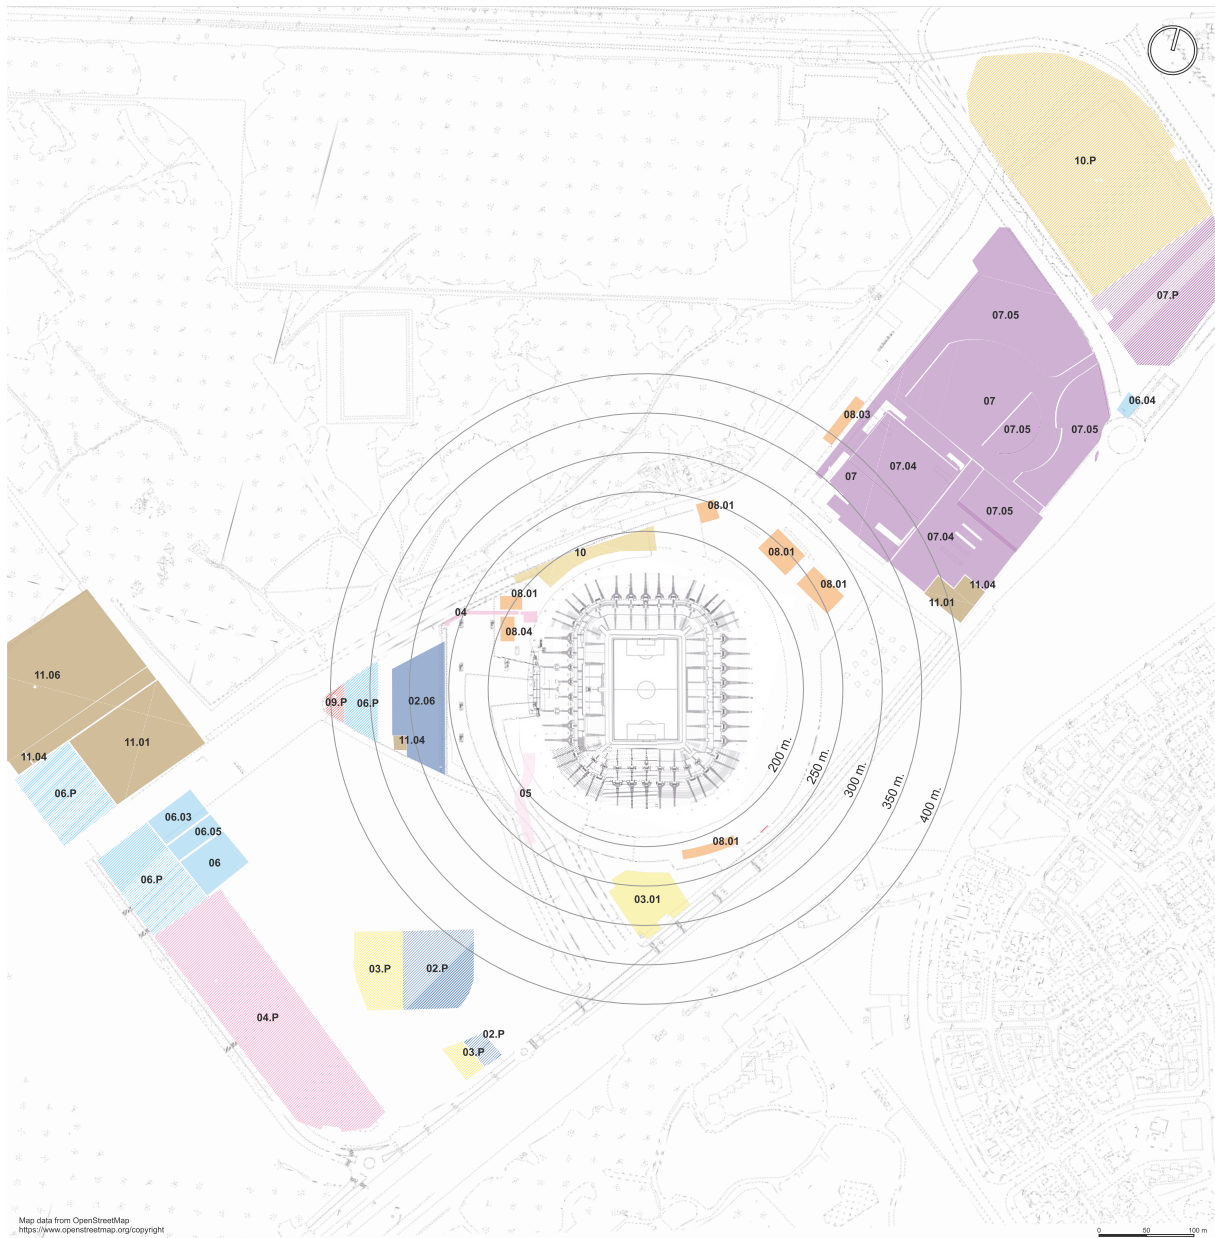 10.P
07.P
07.05
07
06.04
08.03
07.05
07.05
07.04
07
08.01
07.05
07.04
08.01
10
08.01
11.04
08.01
11.01
04
08.04
11.06
09.P
06.P
02.06
11.04
11.01
11.04
200 m.
250 m.
300 m.
350 m.
400 m.
06.P
05
06.03
06.05
08.01
06
06.P
03.01
03.P
02.P
04.P
02.P
03.P
Map data from OpenStreetMap
https://www.openstreetmap.org/copyright
0 50 100 m